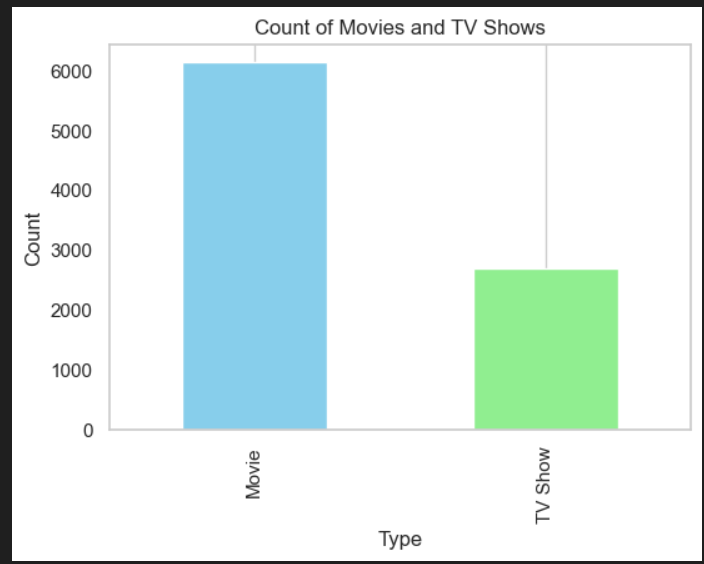 Count of Movies and TV Shows
Count
6000
5000
4000
3000
2000
1000
0
Movie
TV Show
Type